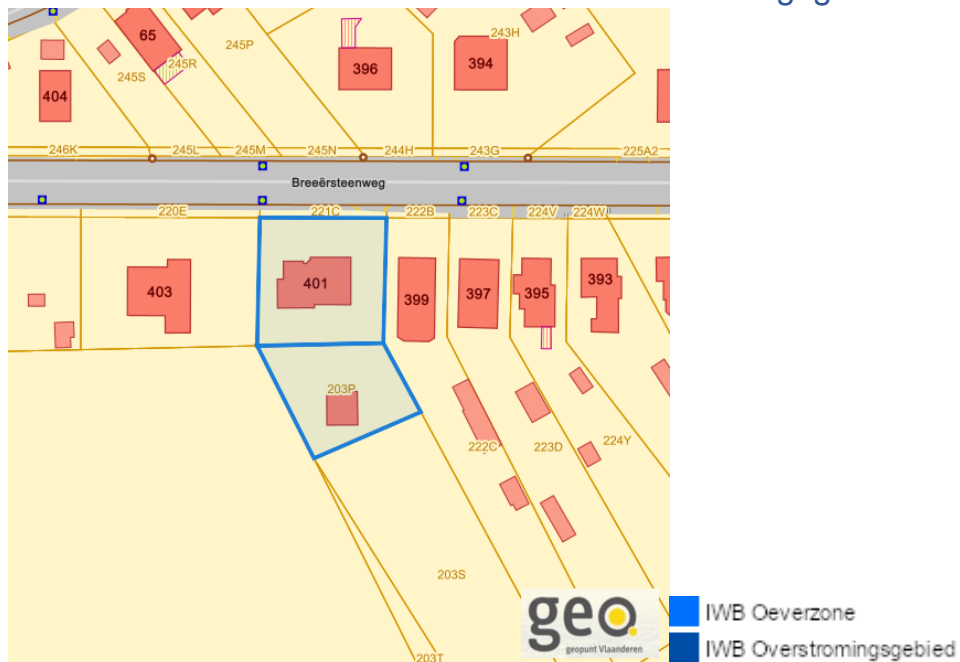 65
245P
243H
396
394
245R
245S
404
246K 245L 245M 245N 244H 243G 225A2
Breeërsteenweg
220E 221C 222B 223C 224V 224W
403
401
399
397
395
393
203P
222C
223D
224Y
203S
203T
geo.
geopunt Vlaanderen
IWB Oeverzone
IWB Overstromingsgebied